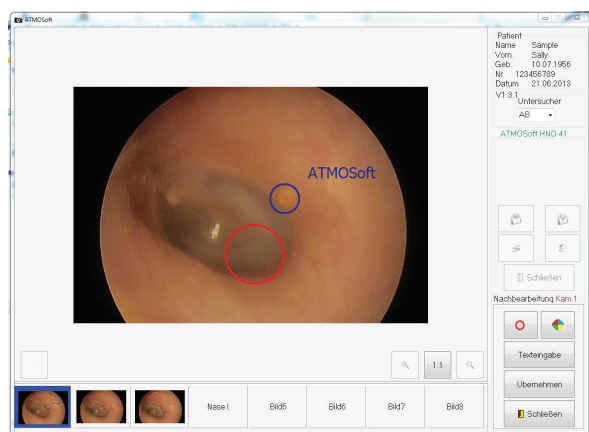 ATMOSoft
Patient
Name Sample
Vorn. Sally
Geb. 10.07.1956
Nr 123456789
Datum 21.06.2013
V1.3.1
Untersucher
AB
ATMOSoft HNO 41
ATMOSoft
Schließen
Nachbearbeitung Kam.1
1:1
Texteingabe
Übernehmen
Nase l.
Bild5
Bild6
Bild7
Bild8
Schließen